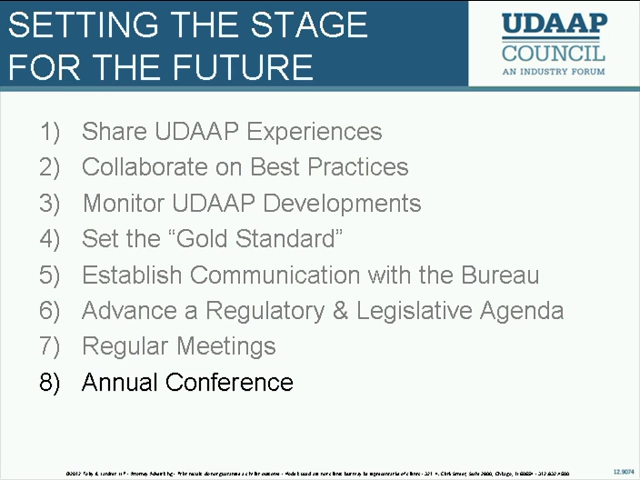 SETTING THE STAGE
FOR THE FUTURE
UDAAP
COUNCIL
AN INDUSTRY FORUM
1) Share UDAAP Experiences
2) Collaborate on Best Practices
3) Monitor UDAAP Developments
4) Set the “Gold Standard”
5) Establish Communication with the Bureau
6) Advance a Regulatory & Legislative Agenda
7) Regular Meetings
8) Annual Conference
12.9074